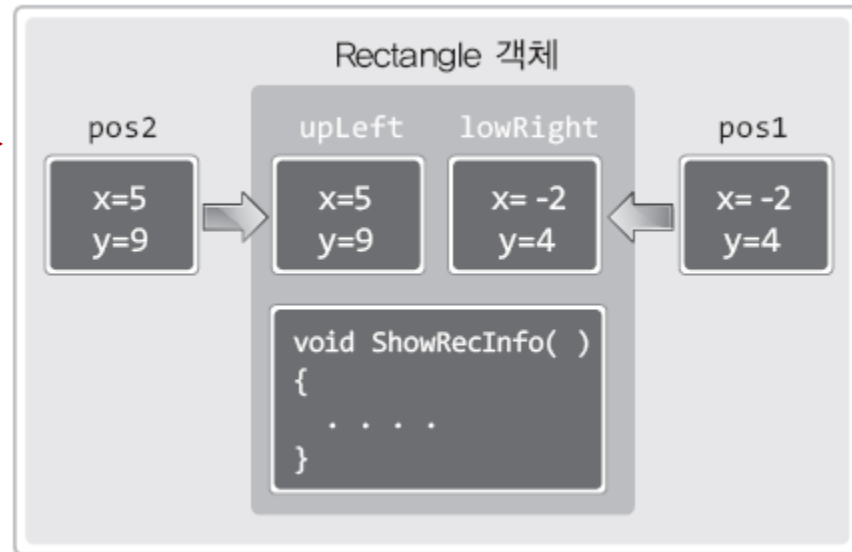 Rectangle 객체
pos2 upLeft lowRight pos1
x=5 x=5 x= -2 x= -2
y=9 y=9 y=4 y=4
void ShowRecInfo( )
{
. . . .
}